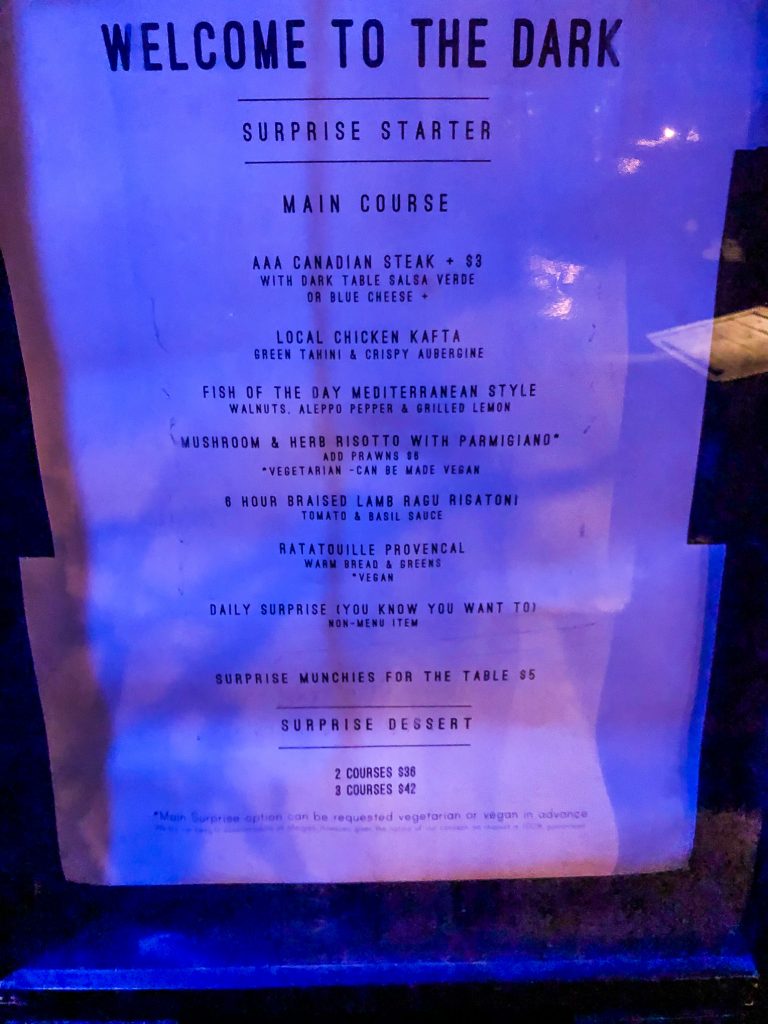 WELCOME TO THE DARK
SURPRISE STARTER
MAIN COURSE
AAA CANADIAN STEAK + $3
WITH DARK TABLE SALSA VERDE
OR BLUE CHEESE +
LOCAL CHICKEN KAFTA
GREEN TAHINI & CRISPY AUBERGINE
FISH OF THE DAY MEDITERRANEAN STYLE
WALNUTS, ALEPPO PEPPER & GRILLED LEMON
MUSHROOM & HERB RISOTTO WITH PARMIGIANO*
ADD PRAWNS $6
*VEGETARIAN -CAN BE MADE VEGAN
6 HOUR BRAISED LAMB RAGU RIGATONI
TOMATO & BASIL SAUCE
RATATOUILLE PROVENCAL
WARM BREAD & GREENS
*VEGAN
DAILY SURPRISE (YOU KNOW YOU WANT TO)
NON-MENU ITEM
SURPRISE MUNCHIES FOR THE TABLE $5
SURPRISE DESSERT
2 COURSES $36
3 COURSES $42
*Main Surprise option can be requested vegetarian or vegan in advance